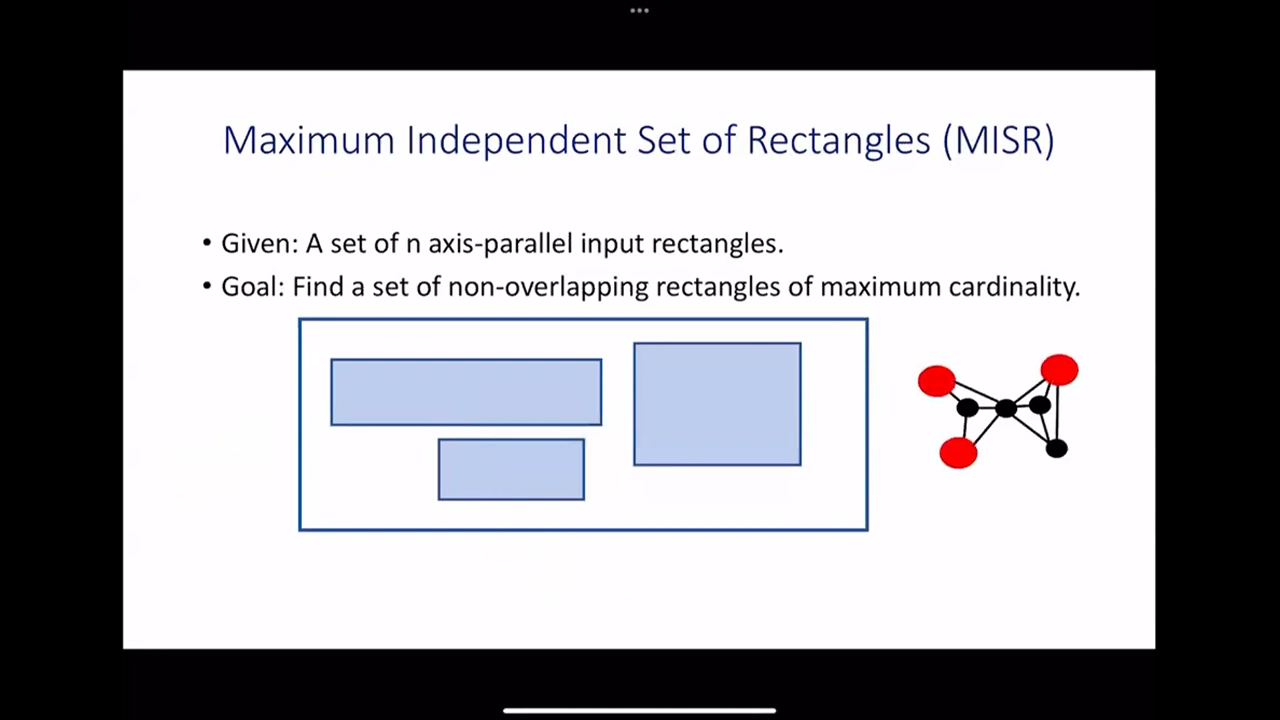 Maximum Independent Set of Rectangles (MISR)
• Given: A set of n axis-parallel input rectangles.
• Goal: Find a set of non-overlapping rectangles of maximum cardinality.